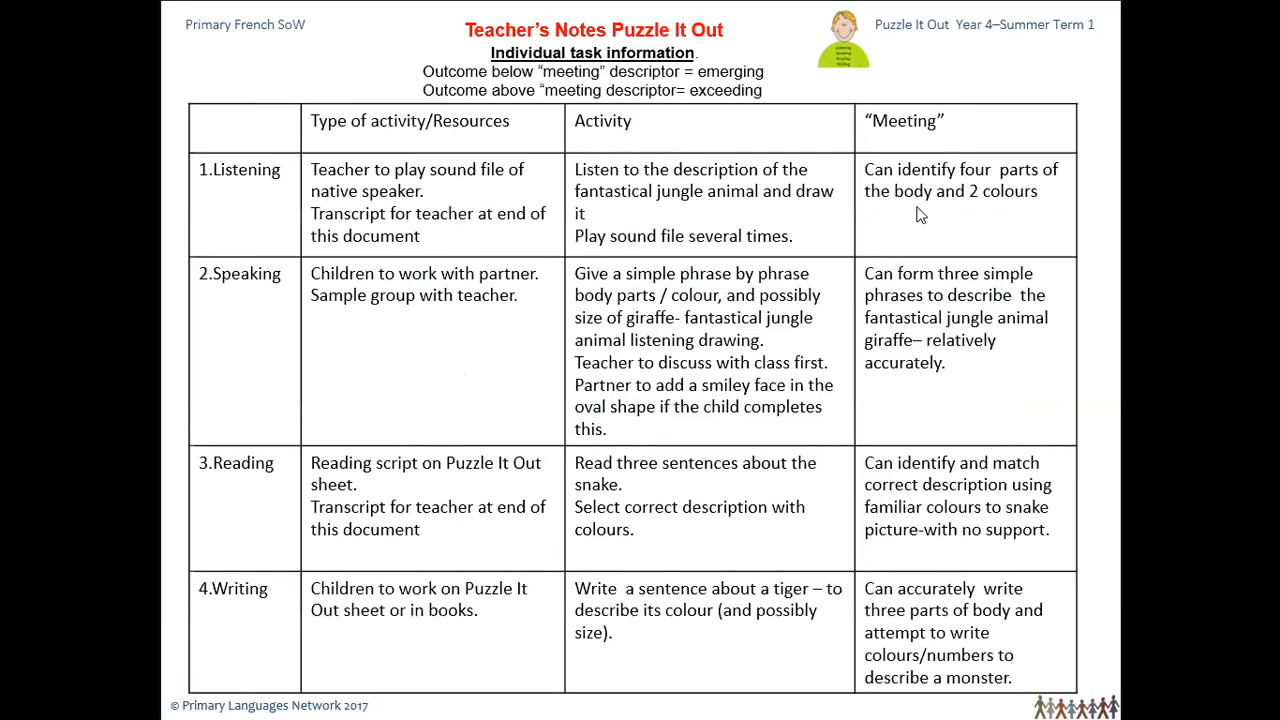 Primary French SoW
Teacher's Notes Puzzle It Out
Puzzle It Out Year 4–Summer Term 1
Individual task information.
Outcome below “meeting” descriptor = emerging
Outcome above “meeting descriptor= exceeding
Type of activity/Resources
Activity
“Meeting”
1.Listening
Teacher to play sound file of
native speaker.
Transcript for teacher at end of
this document
Listen to the description of the
fantastical jungle animal and draw
it
Play sound file several times.
Can identify four parts of
the body and 2 colours
2.Speaking
Children to work with partner.
Sample group with teacher.
Give a simple phrase by phrase
body parts / colour, and possibly
size of giraffe- fantastical jungle
animal listening drawing.
Teacher to discuss with class first.
Partner to add a smiley face in the
oval shape if the child completes
this.
Can form three simple
phrases to describe the
fantastical jungle animal
giraffe– relatively
accurately.
3.Reading
Reading script on Puzzle It Out
sheet.
Transcript for teacher at end of
this document
Read three sentences about the
snake.
Select correct description with
colours.
Can identify and match
correct description using
familiar colours to snake
picture-with no support.
4.Writing
Children to work on Puzzle It
Out sheet or in books.
Write a sentence about a tiger – to
describe its colour (and possibly
size).
Can accurately write
three parts of body and
attempt to write
colours/numbers to
describe a monster.
© Primary Languages Network 2017